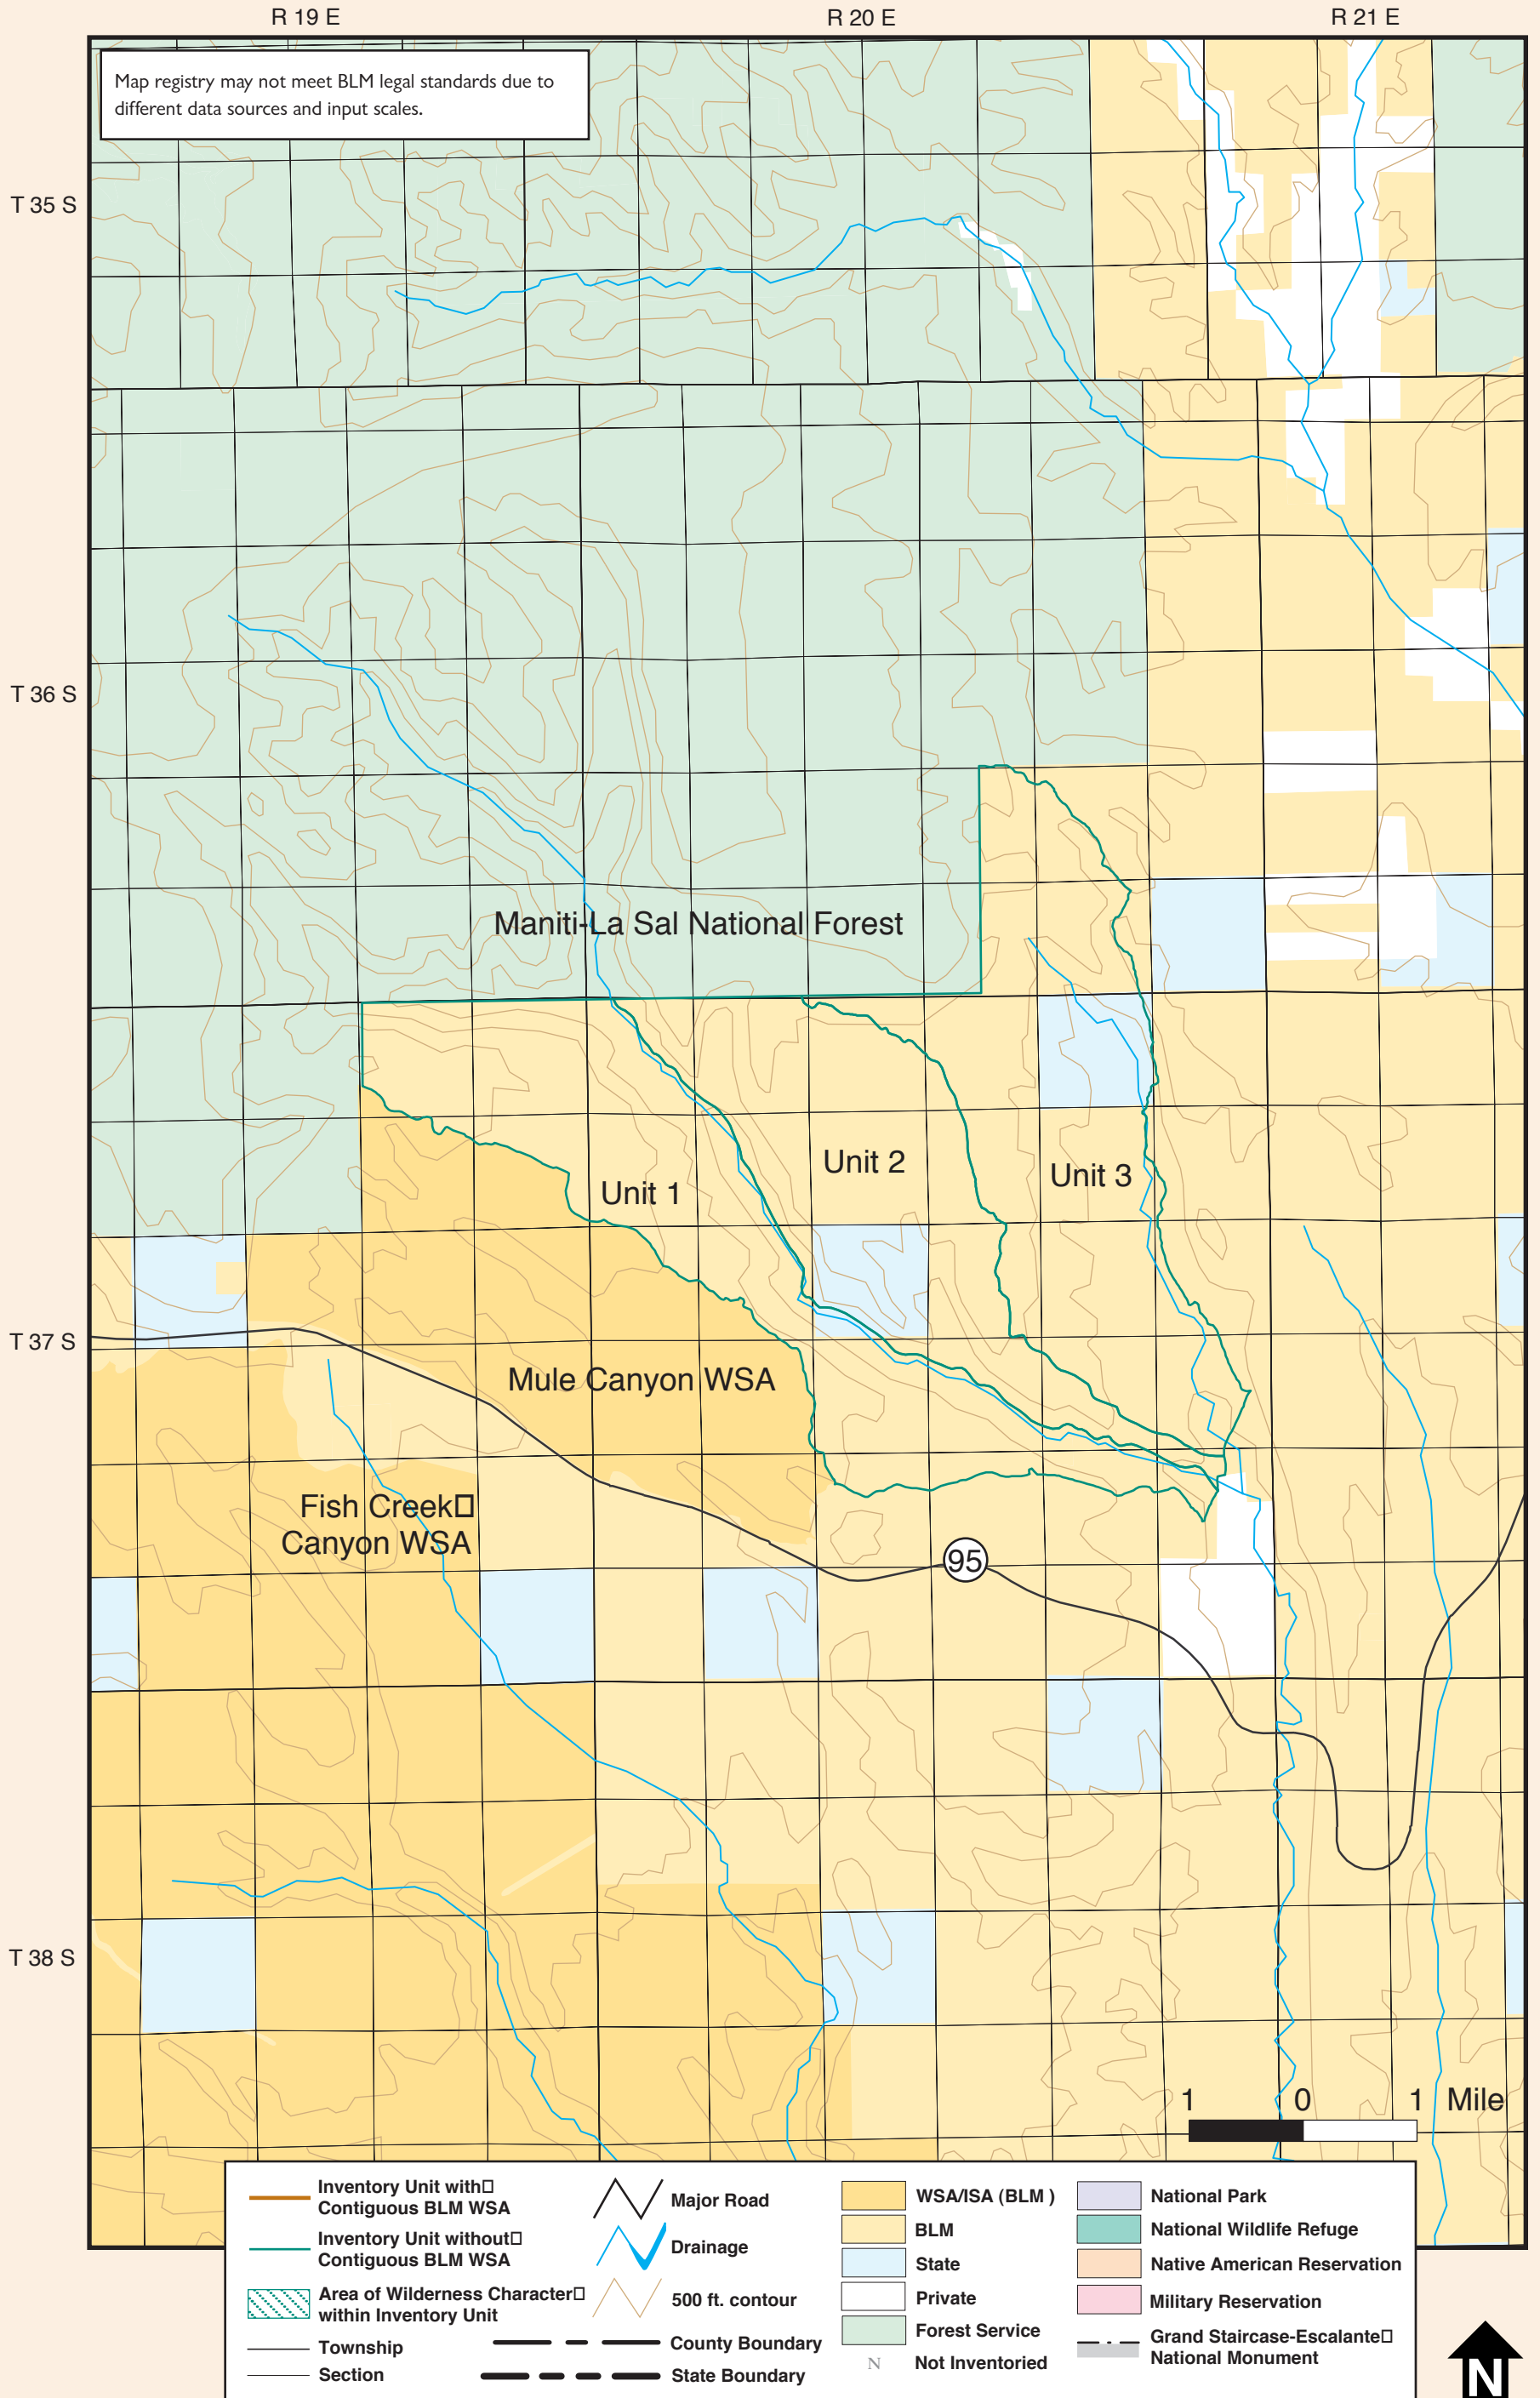 R 19 E
R 20 E
R 21 E
Map registry may not meet BLM legal standards due to
different data sources and input scales.
T 35 S
T 36 S
Maniti-La Sal National Forest
Unit 1
Unit 2
Unit 3
T 37 S
Mule Canyon WSA
Fish Creek□
Canyon WSA
95
T 38 S
1 0 1 Mile
Inventory Unit with□
Contiguous BLM WSA
Inventory Unit without□
Contiguous BLM WSA
Area of Wilderness Character□
within Inventory Unit
Township
Section
Major Road
Drainage
500 ft. contour
County Boundary
State Boundary
WSA/ISA (BLM )
BLM
State
Private
Forest Service
N Not Inventoried
National Park
National Wildlife Refuge
Native American Reservation
Military Reservation
Grand Staircase-Escalante□
National Monument
N